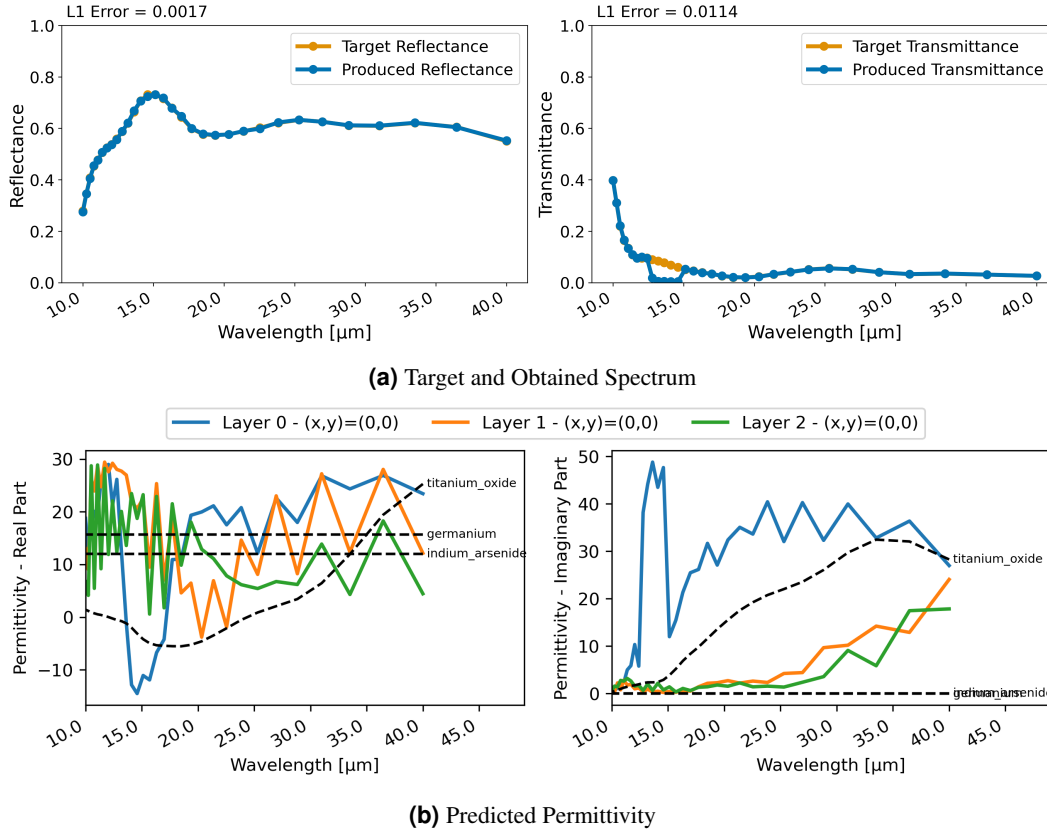 L1 Error = 0.0017
1.0
0.8
0.6
0.4
0.2
0.0
Reflectance
Target Reflectance
Produced Reflectance
10.0
15.0
20.0
25.0
30.0
35.0
40.0
Wavelength [µm]
L1 Error = 0.0114
1.0
0.8
0.6
0.4
0.2
0.0
Transmittance
Target Transmittance
Produced Transmittance
10.0
15.0
20.0
25.0
30.0
35.0
40.0
Wavelength [µm]
(a) Target and Obtained Spectrum
Layer 0 - (x,y)=(0,0)
Layer 1 - (x,y)=(0,0)
Layer 2 - (x,y)=(0,0)
30
20
10
0
−10
Permittivity - Real Part
titanium_oxide
germanium
indium_arsenide
10.0
15.0
20.0
25.0
30.0
35.0
40.0
45.0
Wavelength [µm]
50
40
30
20
10
0
Permittivity - Imaginary Part
titanium_oxide
germanium
indium_arsenide
10.0
15.0
20.0
25.0
30.0
35.0
40.0
45.0
Wavelength [µm]
(b) Predicted Permittivity